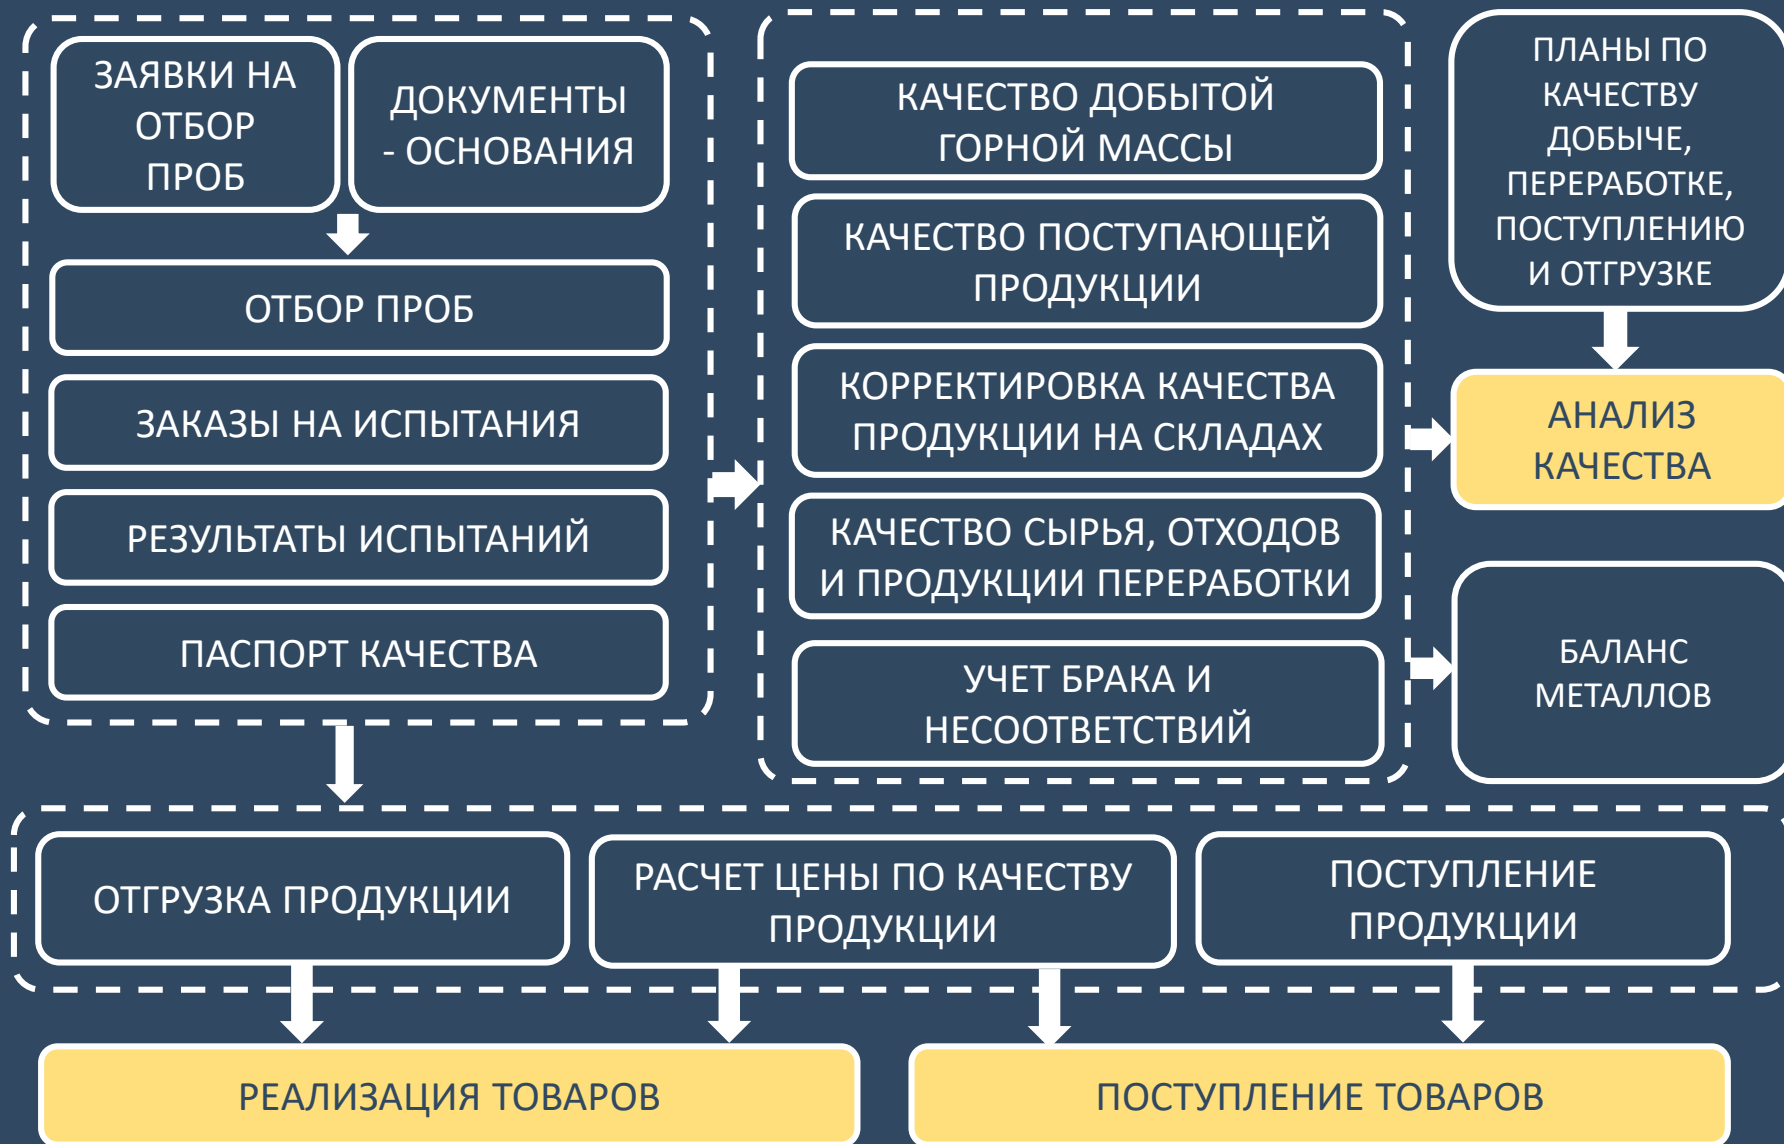 ЗАЯВКИ НА
ОТБОР
ПРОБ
ДОКУМЕНТЫ
- ОСНОВАНИЯ
ОТБОР ПРОБ
ЗАКАЗЫ НА ИСПЫТАНИЯ
РЕЗУЛЬТАТЫ ИСПЫТАНИЙ
ПАСПОРТ КАЧЕСТВА
КАЧЕСТВО ДОБЫТОЙ
ГОРНОЙ МАССЫ
КАЧЕСТВО ПОСТУПАЮЩЕЙ
ПРОДУКЦИИ
КОРРЕКТИРОВКА КАЧЕСТВА
ПРОДУКЦИИ НА СКЛАДАХ
КАЧЕСТВО СЫРЬЯ, ОТХОДОВ
И ПРОДУКЦИИ ПЕРЕРАБОТКИ
УЧЕТ БРАКА И
НЕСООТВЕТСТВИЙ
ПЛАНЫ ПО
КАЧЕСТВУ
ДОБЫЧЕ,
ПЕРЕРАБОТКЕ,
ПОСТУПЛЕНИЮ
И ОТГРУЗКЕ
АНАЛИЗ
КАЧЕСТВА
БАЛАНС
МЕТАЛЛОВ
ОТГРУЗКА ПРОДУКЦИИ
РАСЧЕТ ЦЕНЫ ПО КАЧЕСТВУ
ПРОДУКЦИИ
ПОСТУПЛЕНИЕ
ПРОДУКЦИИ
РЕАЛИЗАЦИЯ ТОВАРОВ
ПОСТУПЛЕНИЕ ТОВАРОВ